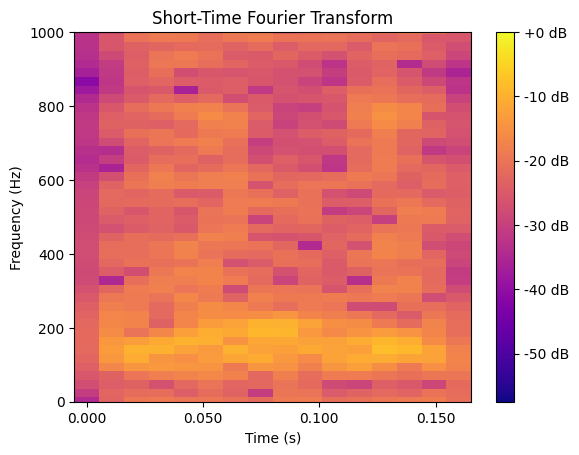 Short-Time Fourier Transform
1000
800
600
400
200
0
Frequency (Hz)
0.000
0.050
0.100
0.150
Time (s)
+0 dB
-10 dB
-20 dB
-30 dB
-40 dB
-50 dB